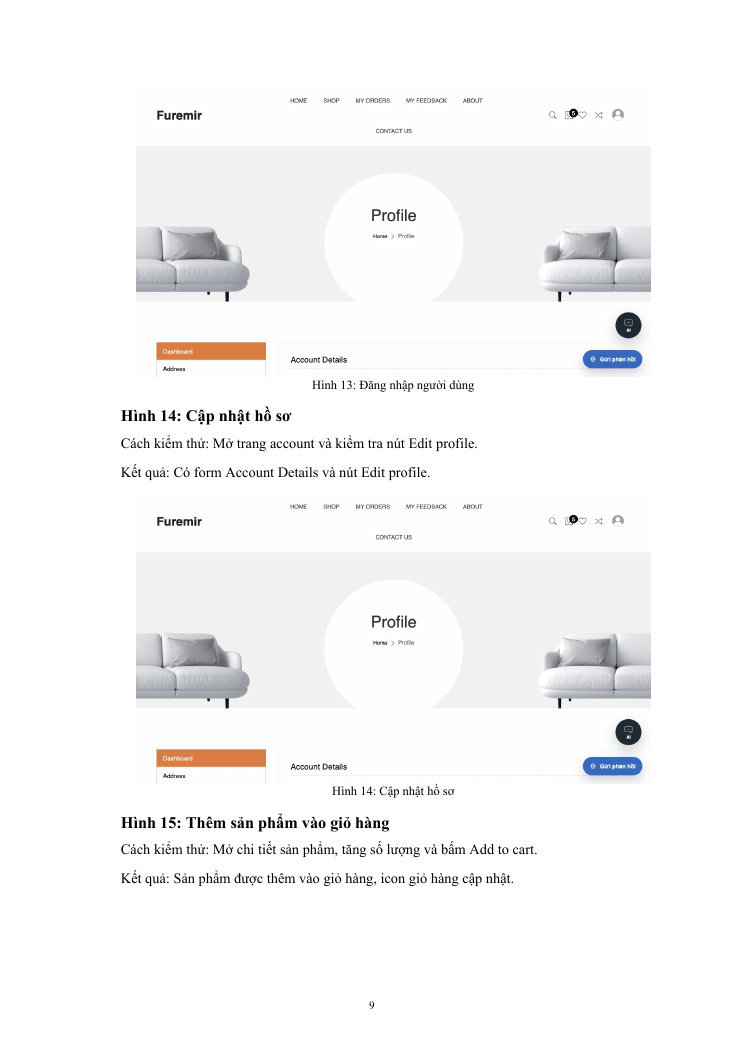 HOME SHOP MY ORDERS MY FEEDBACK ABOUT
Furemir
6
CONTACT US
Profile
Home > Profile
AI
Dashboard
Account Details
Gửi phản hồi
Address
Hình 13: Đăng nhập người dùng
Hình 14: Cập nhật hồ sơ
Cách kiểm thử: Mở trang account và kiểm tra nút Edit profile.
Kết quả: Có form Account Details và nút Edit profile.
HOME SHOP MY ORDERS MY FEEDBACK ABOUT
Furemir
6
CONTACT US
Profile
Home > Profile
AI
Dashboard
Account Details
Gửi phản hồi
Address
Hình 14: Cập nhật hồ sơ
Hình 15: Thêm sản phẩm vào giỏ hàng
Cách kiểm thử: Mở chi tiết sản phẩm, tăng số lượng và bấm Add to cart.
Kết quả: Sản phẩm được thêm vào giỏ hàng, icon giỏ hàng cập nhật.
9